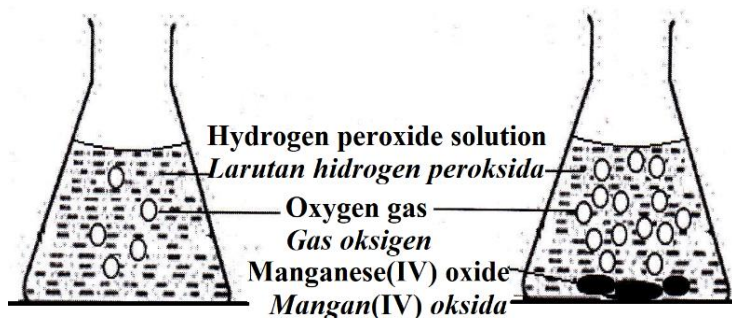 Hydrogen peroxide solution
Larutan hidrogen peroksida
Oxygen gas
Gas oksigen
Manganese(IV) oxide
Mangan(IV) oksida